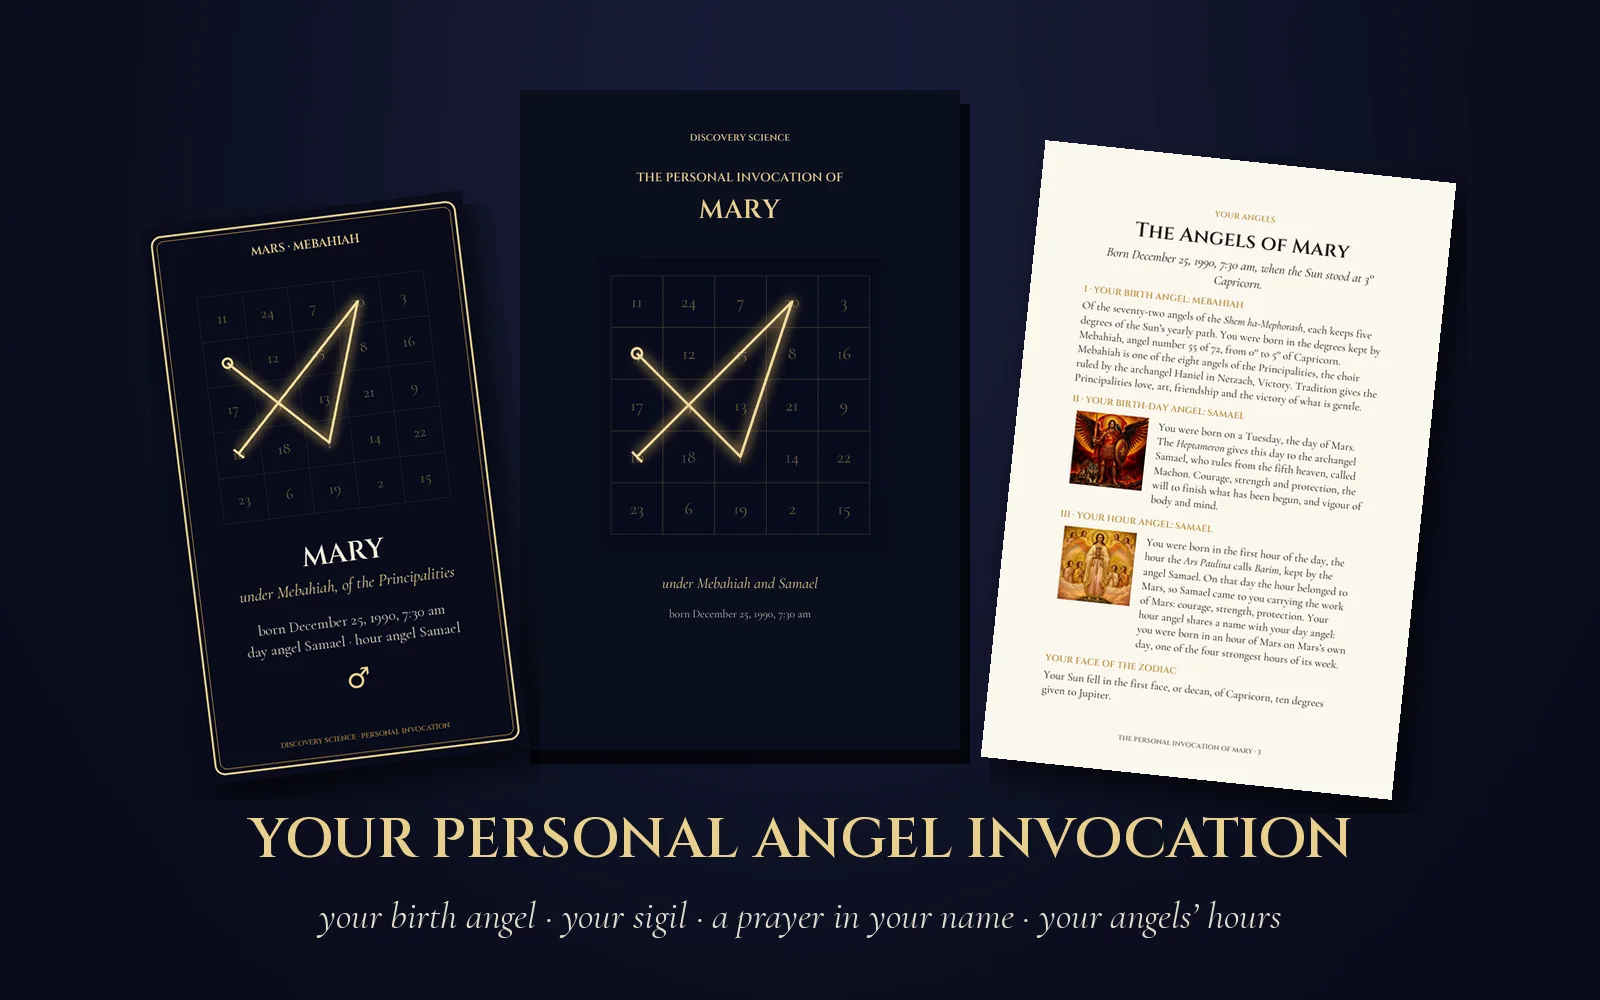 MARS · MEBAHIAH
11 24 7 3
12 8 16
17 13 21 9
18 14 22
23 6 19 2 15
MARY
under Mebahiah, of the Principalities
born December 25, 1990, 7:30 am
day angel Samael · hour angel Samael
♂
DISCOVERY SCIENCE · PERSONAL INVOCATION
DISCOVERY SCIENCE
THE PERSONAL INVOCATION OF
MARY
11 24 7 3
12 8 16
17 13 21 9
18 14 22
23 6 19 2 15
under Mebahiah and Samael
born December 25, 1990, 7:30 am
YOUR ANGELS
THE ANGELS OF MARY
Born December 25, 1990, 7:30 am, when the Sun stood at 3°
Capricorn.
I · YOUR BIRTH ANGEL: MEBAHIAH
Of the seventy-two angels of the Shem ha-Mephorash, each keeps five
degrees of the Sun's yearly path. You were born in the degrees kept by
Mebahiah, angel number 55 of 72, from 0° to 5° of Capricorn.
Mebahiah is one of the eight angels of the Principalities, the choir
ruled by the archangel Haniel in Netzach, Victory. Tradition gives the
Principalities love, art, friendship and the victory of what is gentle.
II · YOUR BIRTH-DAY ANGEL: SAMAEL
You were born on a Tuesday, the day of Mars.
The Heptameron gives this day to the archangel
Samael, who rules from the fifth heaven, called
Machon. Courage, strength and protection, the
will to finish what has been begun, and vigour of
body and mind.
III · YOUR HOUR ANGEL: SAMAEL
You were born in the first hour of the day, the
hour the Ars Paulina calls Barim, kept by the
angel Samael. On that day the hour belonged to
Mars, so Samael came to you carrying the work
of Mars: courage, strength, protection. Your
hour angel shares a name with your day angel:
you were born in an hour of Mars on Mars's own
day, one of the four strongest hours of its week.
YOUR FACE OF THE ZODIAC
Your Sun fell in the first face, or decan, of Capricorn, ten degrees
given to Jupiter.
THE PERSONAL INVOCATION OF MARY · 3
YOUR PERSONAL ANGEL INVOCATION
your birth angel · your sigil · a prayer in your name · your angels' hours